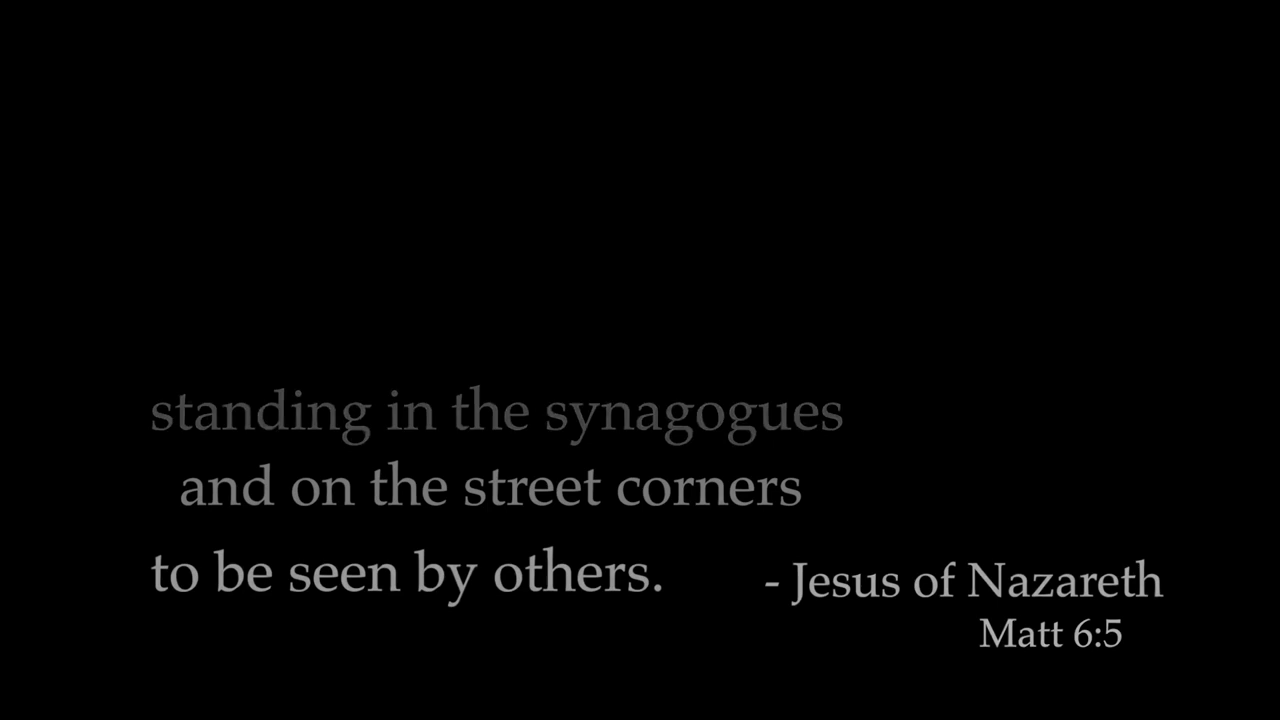 standing in the synagogues
and on the street corners
to be seen by others.
- Jesus of Nazareth
Matt 6:5